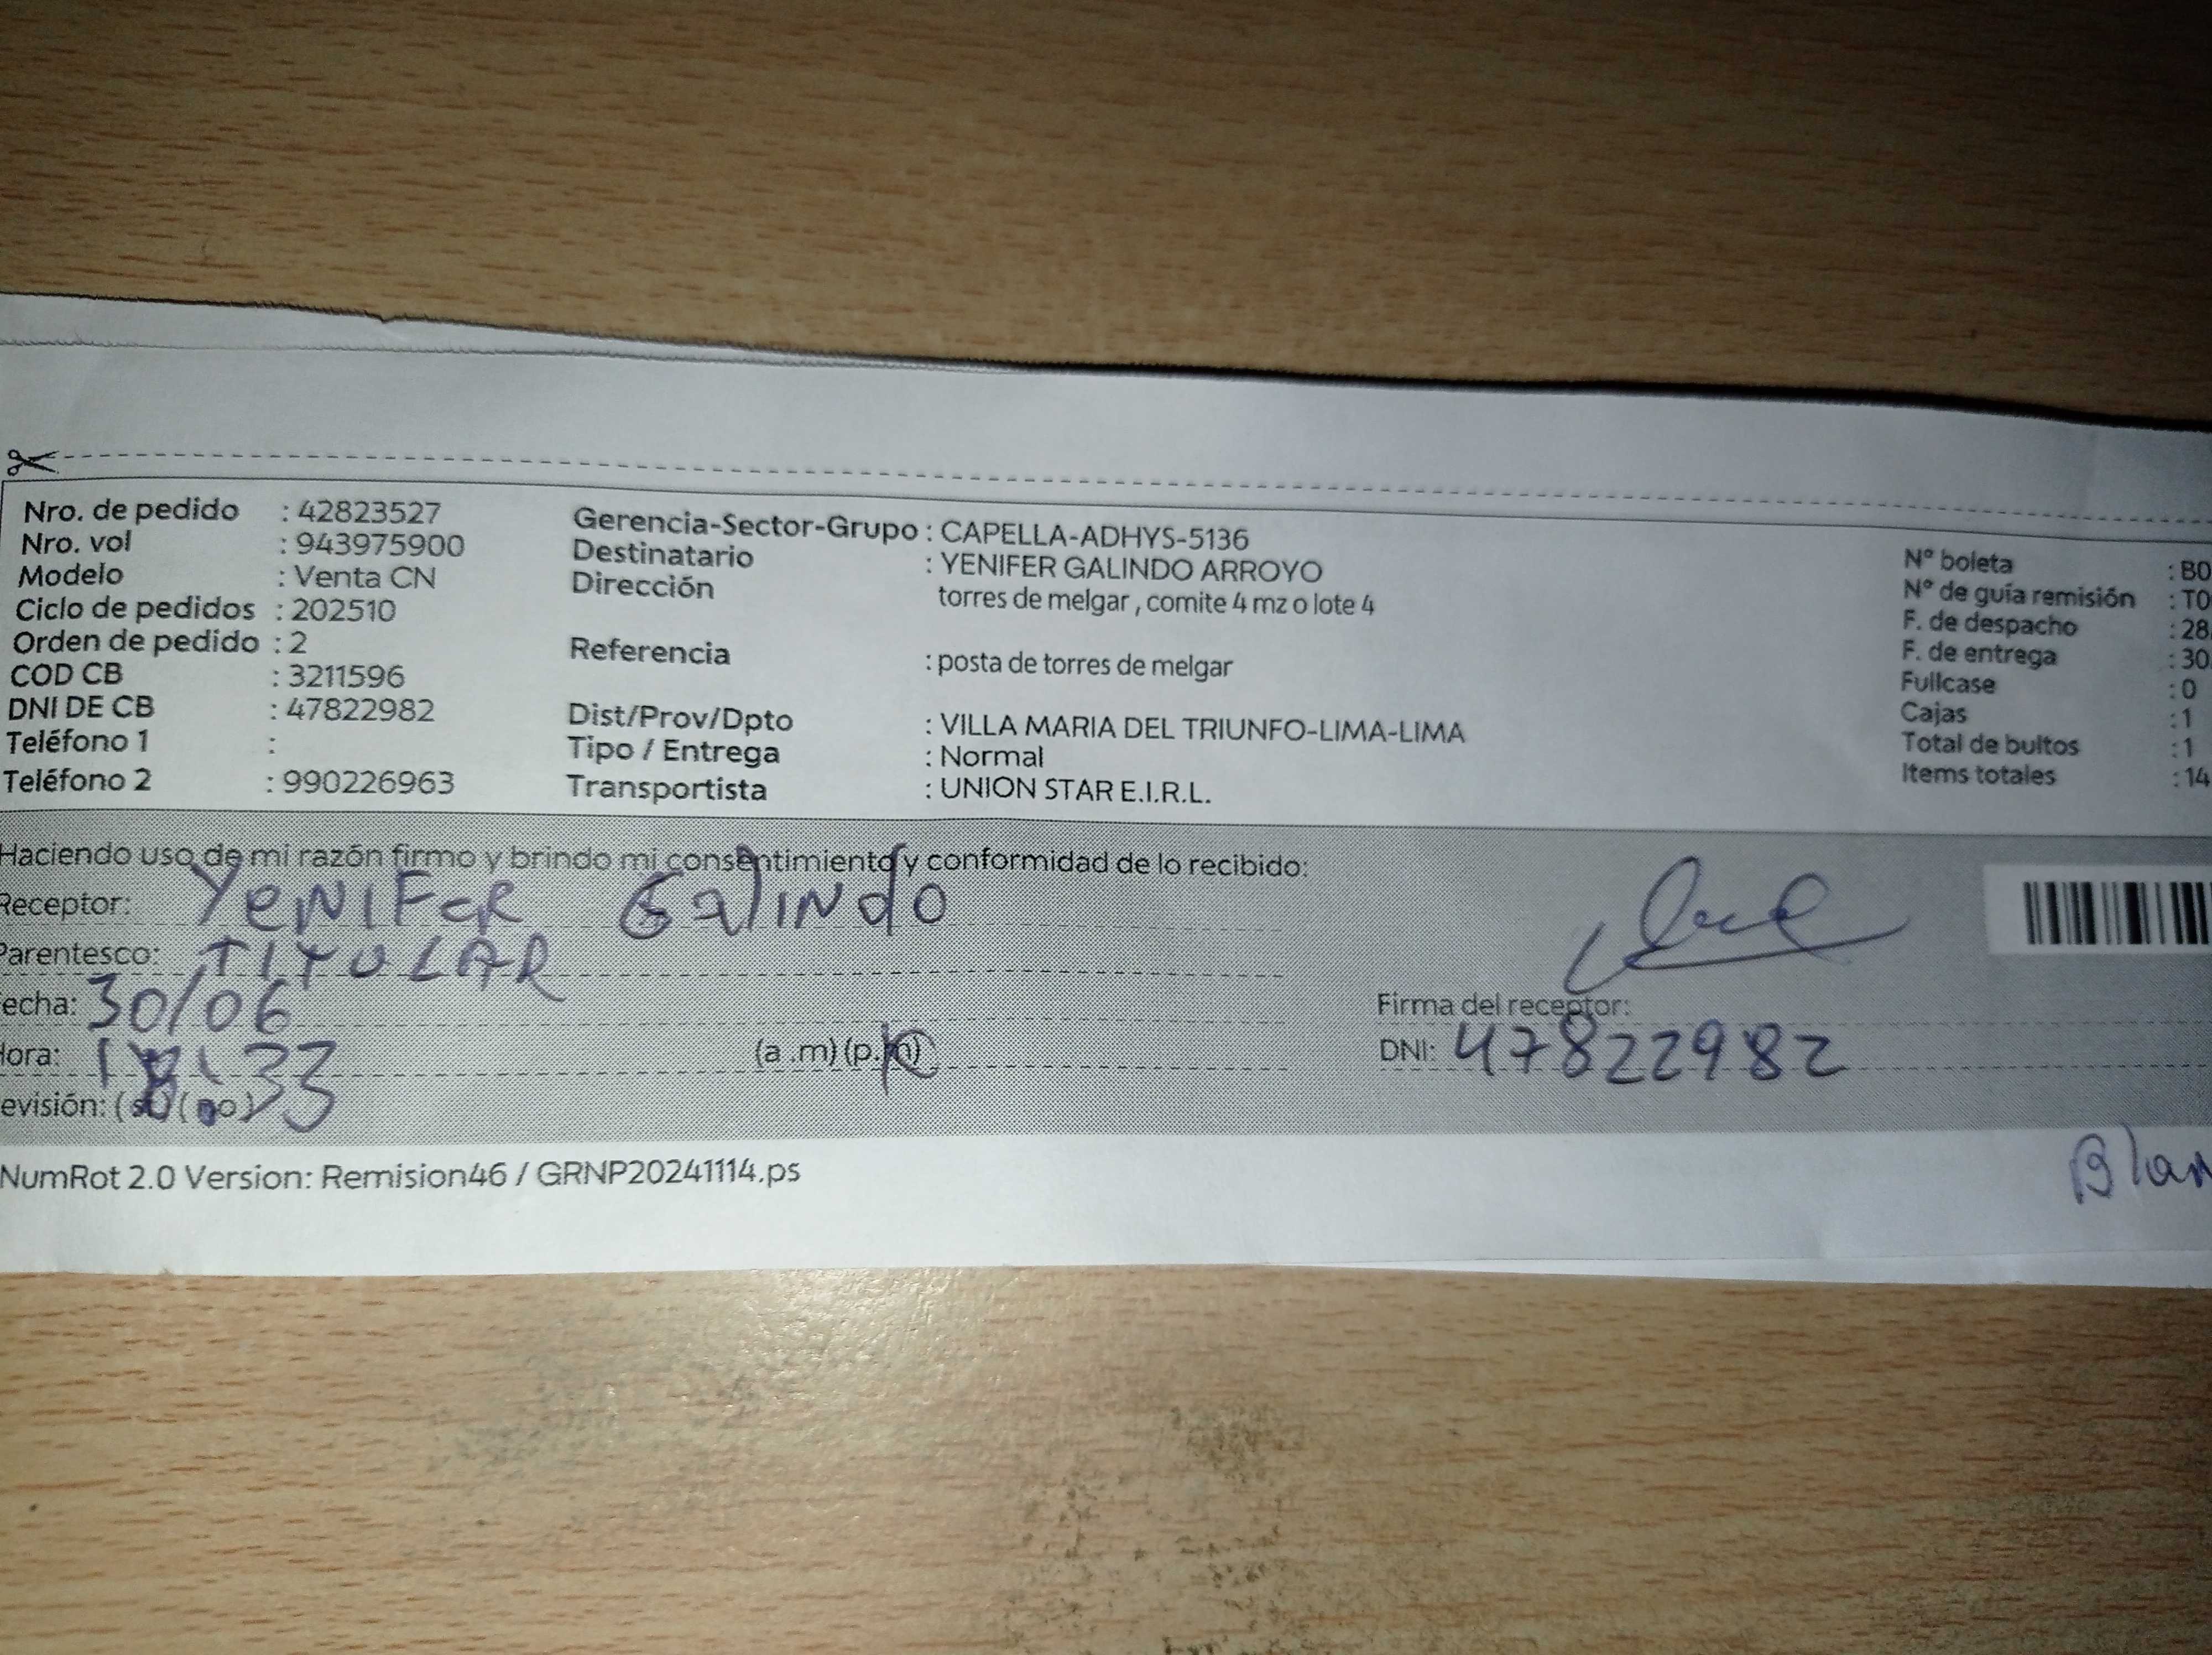 Nro. de pedido : 42823527
Nro. vol : 943975900
Modelo : Venta CN
Ciclo de pedidos : 202510
Orden de pedido : 2
COD CB : 3211596
DNI DE CB : 47822982
Teléfono 1 :
Teléfono 2 : 990226963
Gerencia-Sector-Grupo : CAPELLA-ADHYS-5136
Destinatario : YENIFER GALINDO ARROYO
Dirección torres de melgar , comite 4 mz o lote 4
Referencia : posta de torres de melgar
Dist/Prov/Dpto : VILLA MARIA DEL TRIUNFO-LIMA-LIMA
Tipo / Entrega : Normal
Transportista : UNION STAR E.I.R.L.
N° boleta : B0
N° de guía remisión : T0
F. de despacho : 28
F. de entrega : 30
Fullcase : 0
Cajas : 1
Total de bultos : 1
Items totales : 14
Haciendo uso de mi razón firmo y brindo mi consentimiento y conformidad de lo recibido:
Receptor: YENIFER GalINdO
Parentesco: TITULAR
echa: 30/06
Hora: (a .m) (p.m)
evisión: (si) (no)
Firma del receptor:
DNI: 47822982
NumRot 2.0 Version: Remision46 / GRNP20241114.ps
Blan